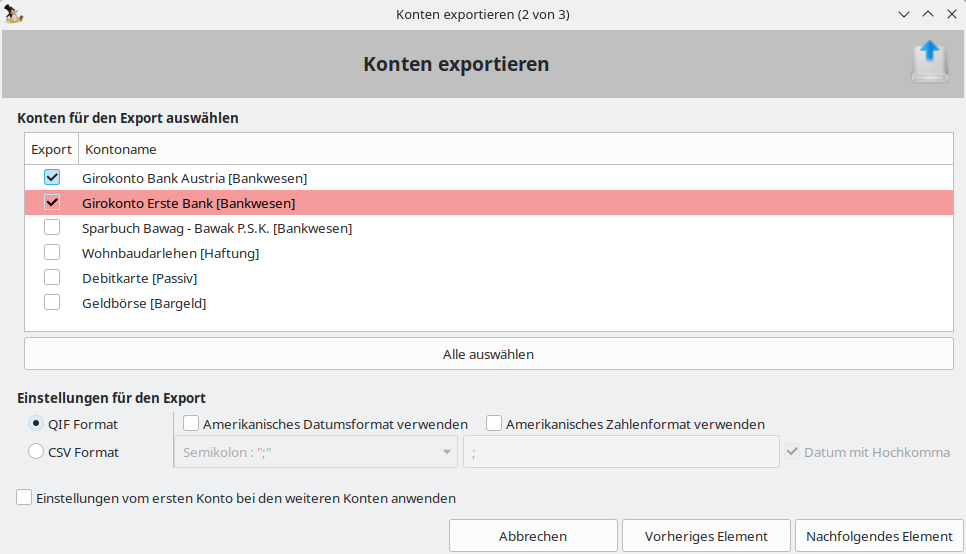 Konten exportieren (2 von 3)
Konten exportieren
Konten für den Export auswählen
Export Kontoname
Girokonto Bank Austria [Bankwesen]
Girokonto Erste Bank [Bankwesen]
Sparbuch Bawag - Bawak P.S.K. [Bankwesen]
Wohnbaudarlehen [Haftung]
Debitkarte [Passiv]
Geldbörse [Bargeld]
Alle auswählen
Einstellungen für den Export
QIF Format Amerikanisches Datumsformat verwenden Amerikanisches Zahlenformat verwenden
CSV Format Semikolon : ";" ; Datum mit Hochkomma
Einstellungen vom ersten Konto bei den weiteren Konten anwenden
Abbrechen Vorheriges Element Nachfolgendes Element